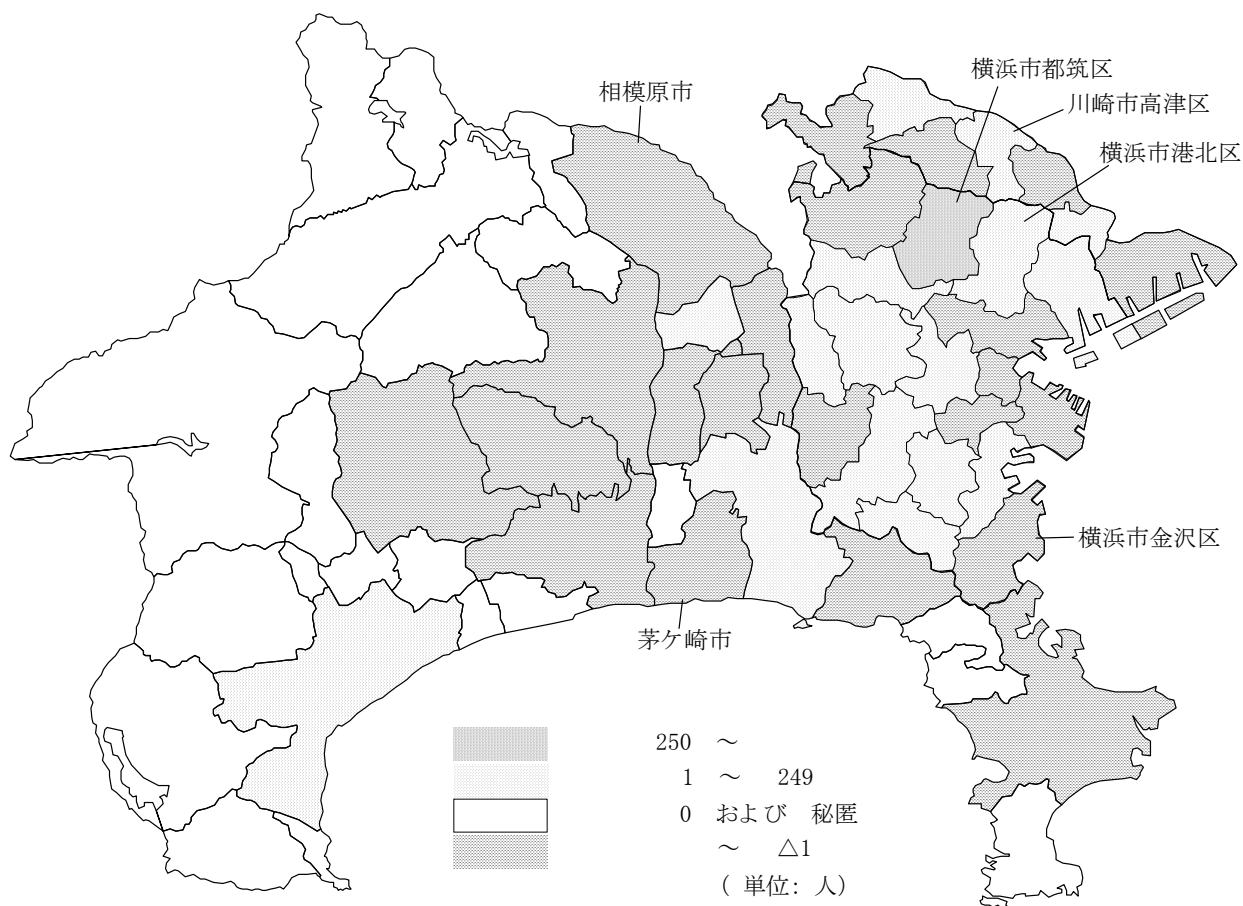 横浜市都筑区
相模原市
川崎市高津区
横浜市港北区
横浜市金沢区
茅ケ崎市
250 ～
1 ～ 249
0 および 秘匿
～ △1
( 単位: 人)